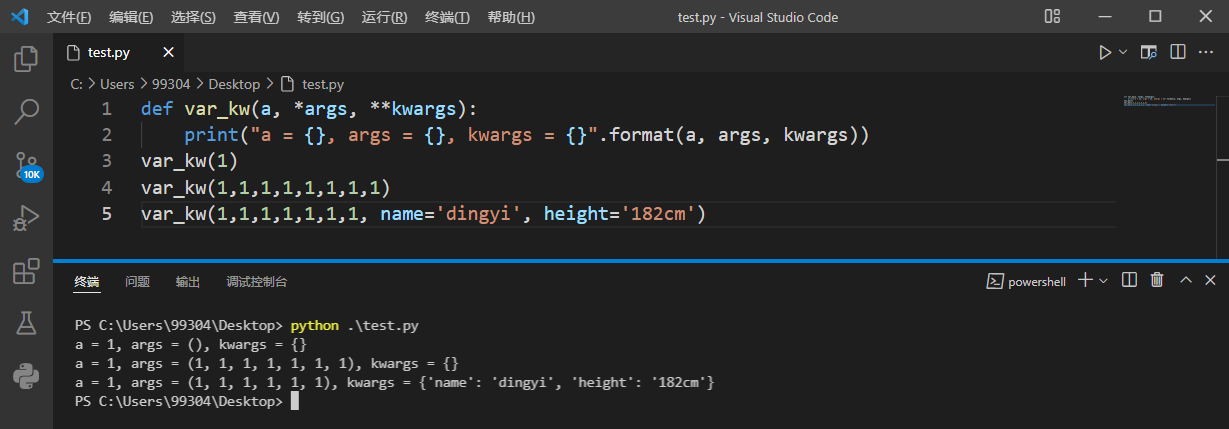 文件(F) 编辑(E) 选择(S) 查看(V) 转到(G) 运行(R) 终端(T) 帮助(H) test.py - Visual Studio Code
test.py
C: > Users > 99304 > Desktop > test.py
1 def var_kw(a, *args, **kwargs):
2 print("a = {}, args = {}, kwargs = {}".format(a, args, kwargs))
3 var_kw(1)
4 var_kw(1,1,1,1,1,1,1,1)
5 var_kw(1,1,1,1,1,1,1, name='dingyi', height='182cm')
10K
终端 问题 输出 调试控制台 powershell
PS C:\Users\99304\Desktop> python .\test.py
a = 1, args = (), kwargs = {}
a = 1, args = (1, 1, 1, 1, 1, 1, 1), kwargs = {}
a = 1, args = (1, 1, 1, 1, 1, 1), kwargs = {'name': 'dingyi', 'height': '182cm'}
PS C:\Users\99304\Desktop>